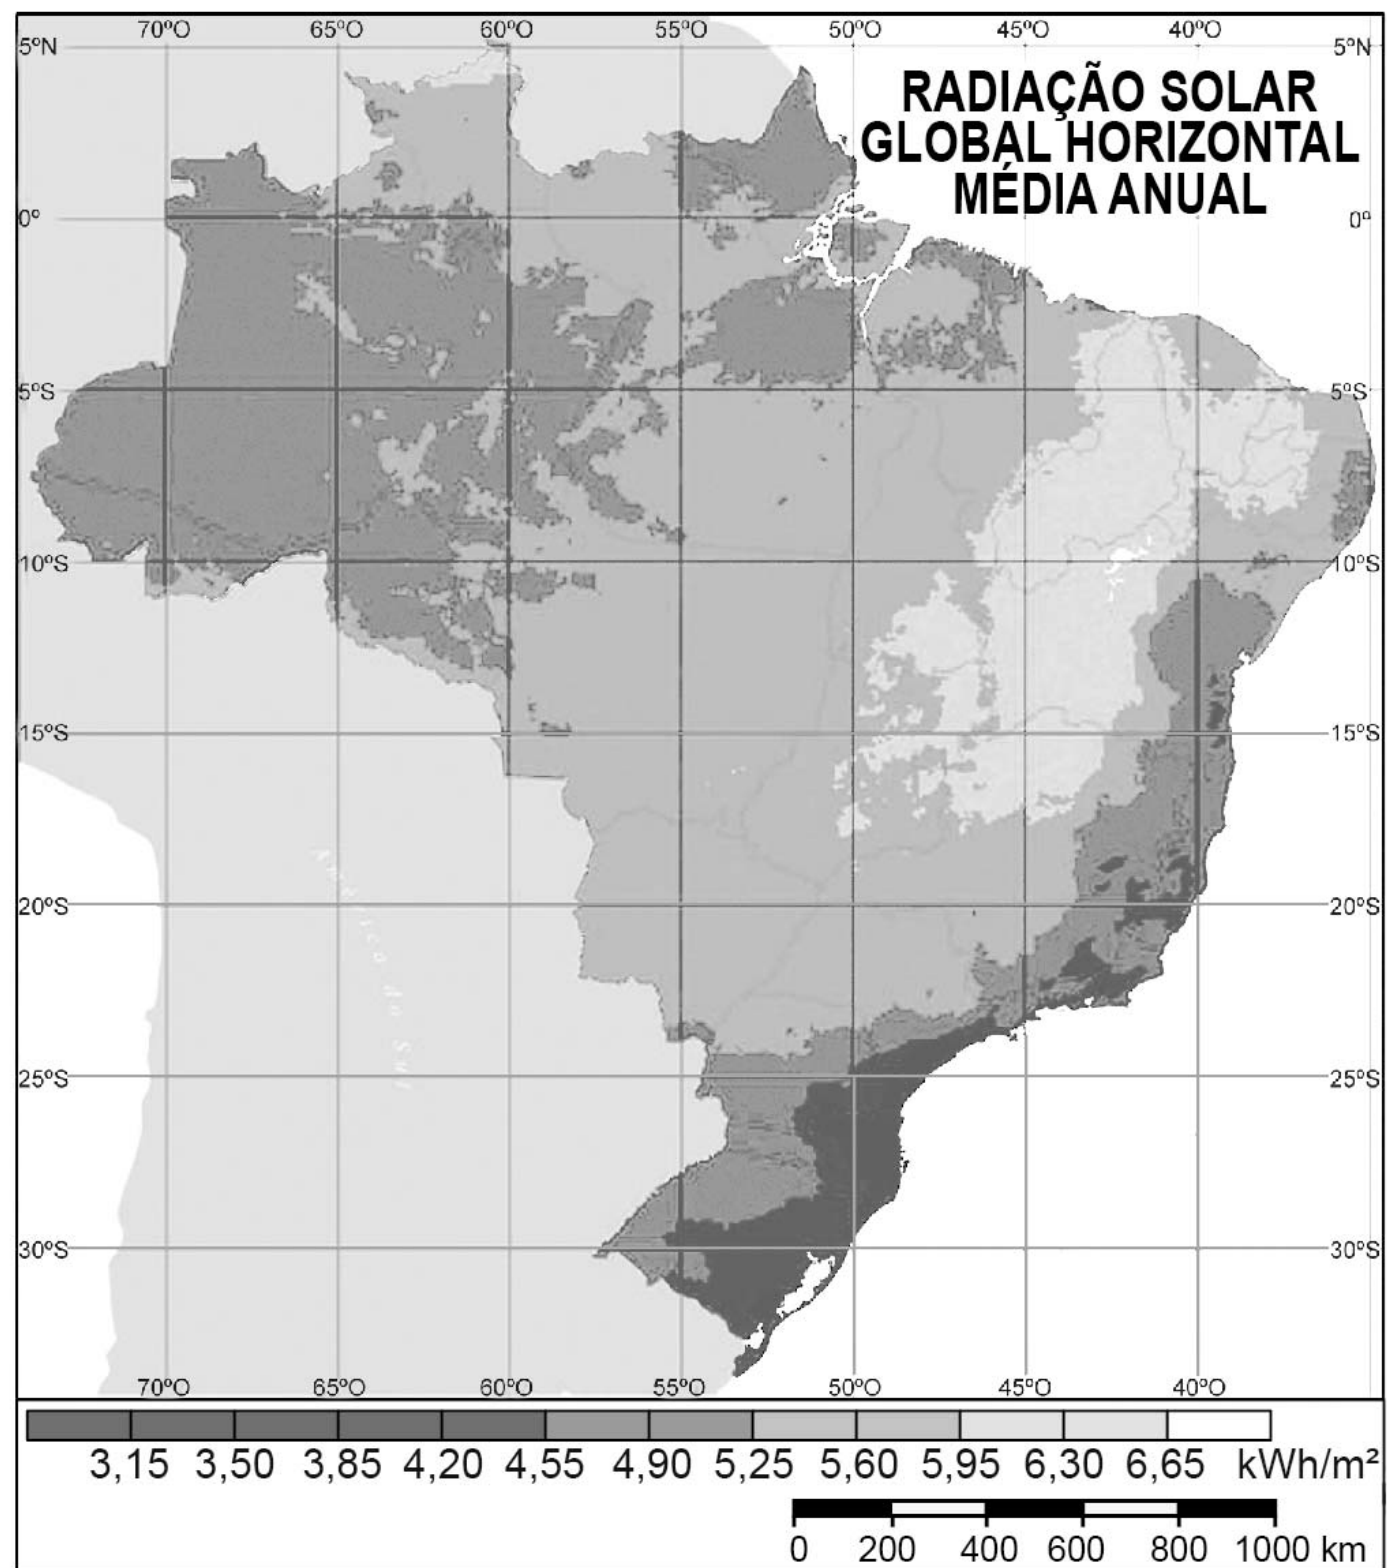 70ºO 65ºO 60ºO 55ºO 50ºO 45ºO 40ºO
5ºN 5ºN
RADIAÇÃO SOLAR
GLOBAL HORIZONTAL
MÉDIA ANUAL
0º 0º
5ºS 5ºS
10ºS 10ºS
15ºS 15ºS
América do Sul
20ºS 20ºS
25ºS 25ºS
30ºS 30ºS
70ºO 65ºO 60ºO 55ºO 50ºO 45ºO 40ºO
3,15 3,50 3,85 4,20 4,55 4,90 5,25 5,60 5,95 6,30 6,65 kWh/m²
0 200 400 600 800 1000 km